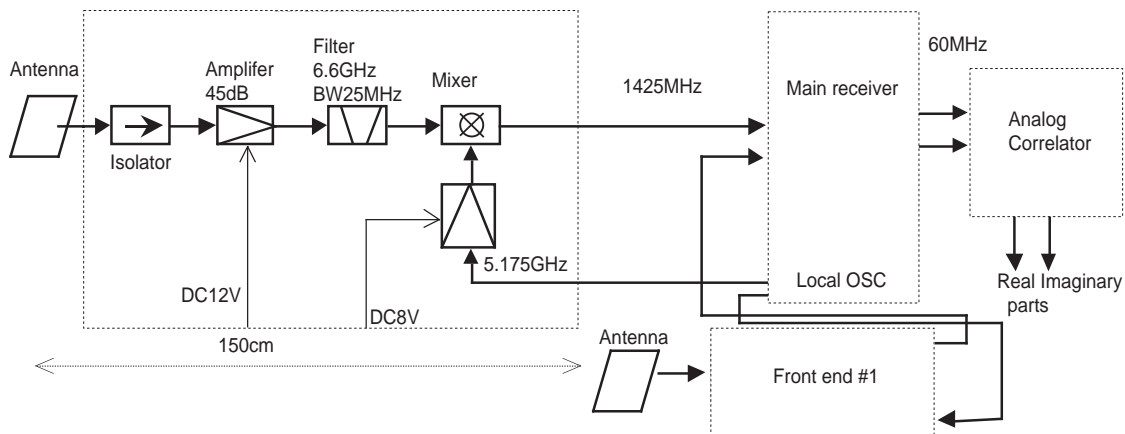 Antenna
Isolator
Amplifer
45dB
Filter
6.6GHz
BW25MHz
Mixer
1425MHz
Main receiver
60MHz
Analog
Correlator
5.175GHz
Local OSC
Real Imaginary
parts
DC12V
DC8V
150cm
Antenna
Front end #1